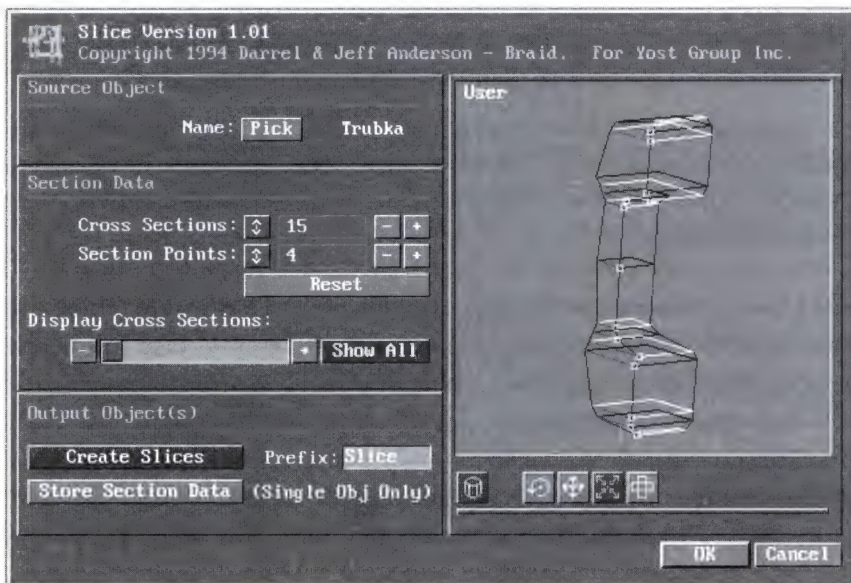 Slice Version 1.01
Copyright 1994 Darrel & Jeff Anderson - Braid. For Yost Group Inc.
Source Object
Name: Pick Trubka
Section Data
Cross Sections: 15 - +
Section Points: 4 - +
Reset
Display Cross Sections:
- + Show All
Output Object(s)
Create Slices Prefix: Slice
Store Section Data (Single Obj Only)
User
OK Cancel